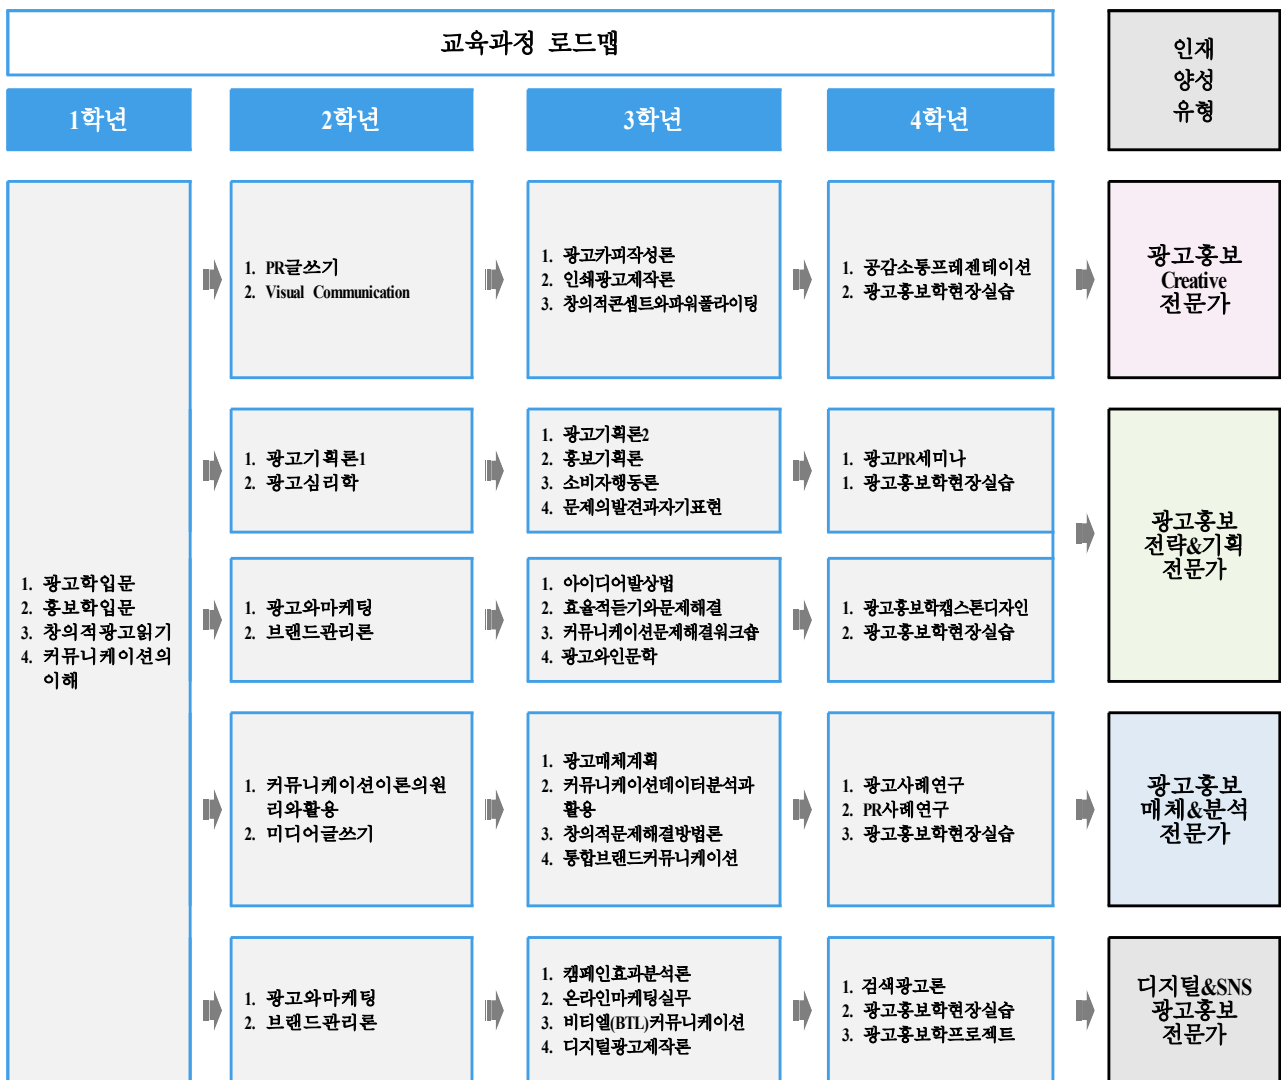 교육과정 로드맵
인재
양성
유형
1학년
2학년
3학년
4학년
1. 광고학입문
2. 홍보학입문
3. 창의적광고읽기
4. 커뮤니케이션의
이해
1. PR글쓰기
2. Visual Communication
1. 광고카피작성론
2. 인쇄광고제작론
3. 창의적콘셉트와파워풀라이팅
1. 공감소통프레젠테이션
2. 광고홍보학현장실습
광고홍보
Creative
전문가
1. 광고기획론1
2. 광고심리학
1. 광고기획론2
2. 홍보기획론
3. 소비자행동론
4. 문제의발견과자기표현
1. 광고PR세미나
1. 광고홍보학현장실습
광고홍보
전략&기획
전문가
1. 광고와마케팅
2. 브랜드관리론
1. 아이디어발상법
2. 효율적듣기와문제해결
3. 커뮤니케이션문제해결워크숍
4. 광고와인문학
1. 광고홍보학캡스톤디자인
2. 광고홍보학현장실습
1. 커뮤니케이션이론의원
리와활용
2. 미디어글쓰기
1. 광고매체계획
2. 커뮤니케이션데이터분석과
활용
3. 창의적문제해결방법론
4. 통합브랜드커뮤니케이션
1. 광고사례연구
2. PR사례연구
3. 광고홍보학현장실습
광고홍보
매체&분석
전문가
1. 광고와마케팅
2. 브랜드관리론
1. 캠페인효과분석론
2. 온라인마케팅실무
3. 비티엘(BTL)커뮤니케이션
4. 디지털광고제작론
1. 검색광고론
2. 광고홍보학현장실습
3. 광고홍보학프로젝트
디지털&SNS
광고홍보
전문가